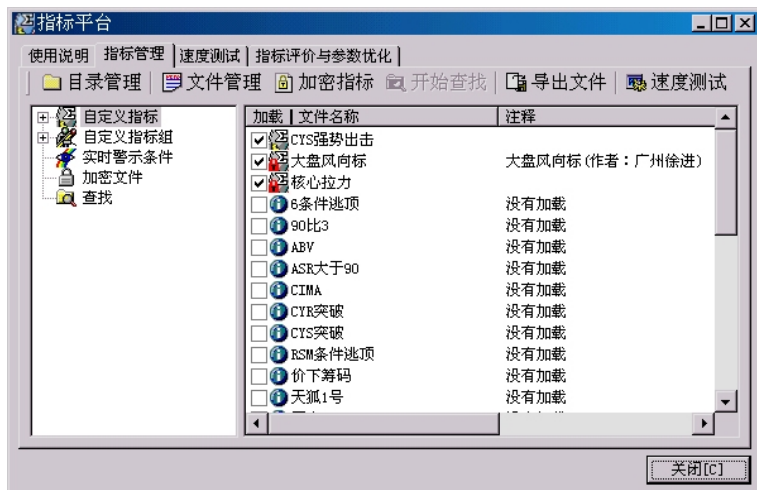 指标平台
使用说明 指标管理 速度测试 指标评价与参数优化
目录管理 文件管理 加密指标 开始查找 导出文件 速度测试
自定义指标
自定义指标组
实时警示条件
加密文件
查找
加载 文件名称 注释
CYS强势出击
大盘风向标 大盘风向标(作者：广州徐进)
核心拉力
6条件逃顶 没有加载
90比3 没有加载
ABV 没有加载
ASR大于90 没有加载
CIMA 没有加载
CYR突破 没有加载
CYS突破 没有加载
RSM条件逃顶 没有加载
价下筹码 没有加载
天狐1号 没有加载
关闭[C]